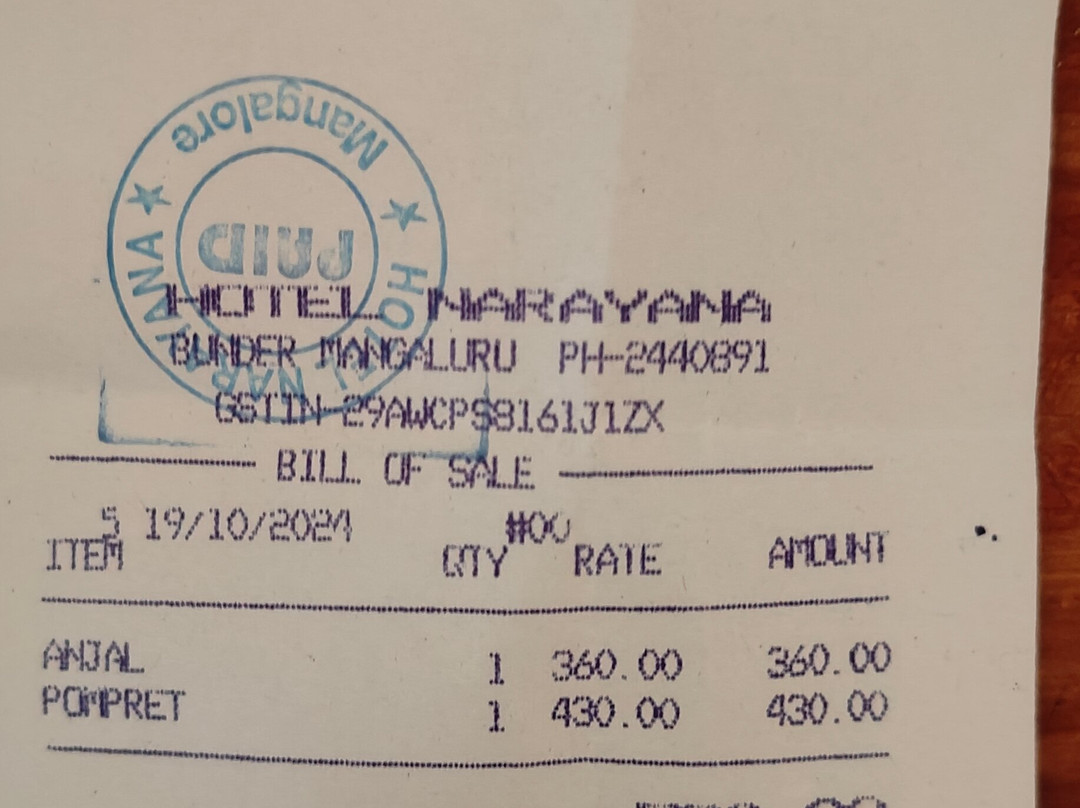 Mangalore
PAID
HOTEL NARAYANA
HOTEL NARAYANA
BUNDER MANGALURU PH-2440891
GSTIN-29AWCPS8161J1ZX
BILL OF SALE
5 19/10/2024 #00
ITEM QTY RATE AMOUNT
ANJAL 1 360.00 360.00
POMPRET 1 430.00 430.00